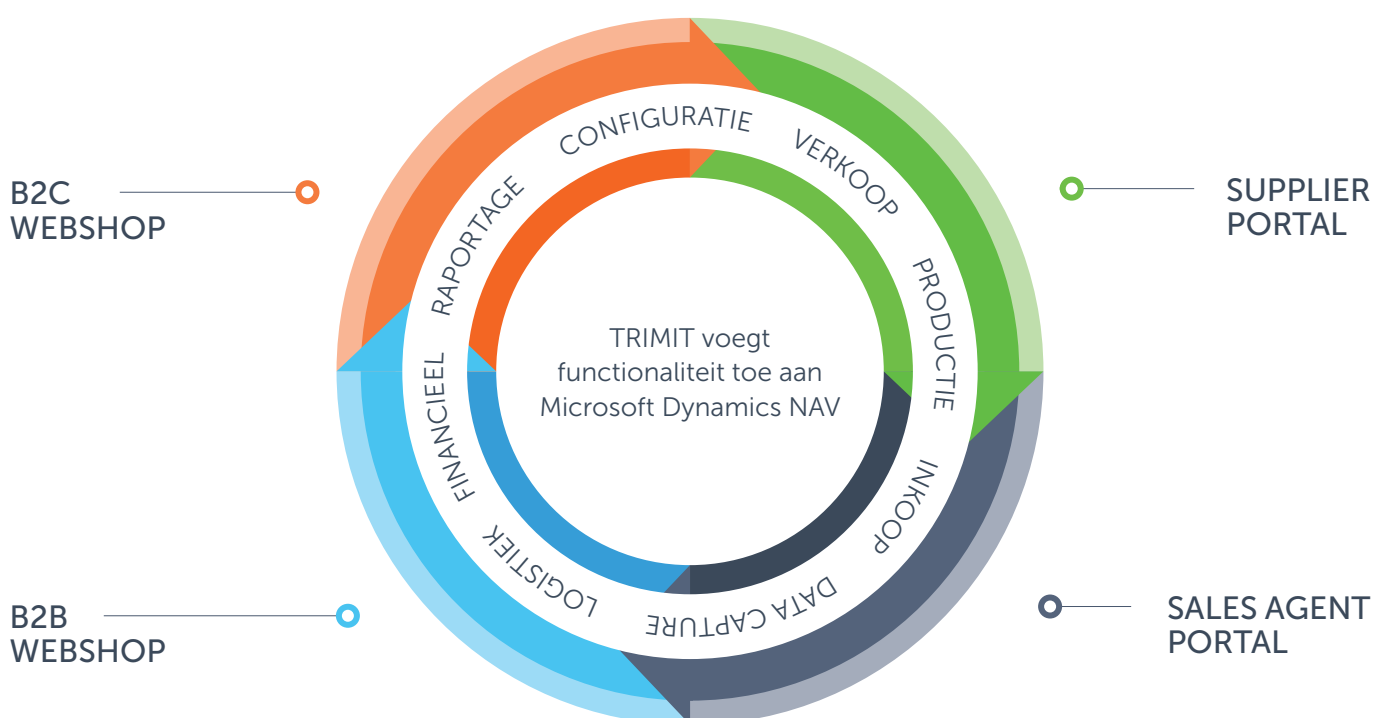 CONFIGURATIE
VERKOOP
PRODUCTIE
INKOOP
DATA CAPTURE
LOGISTIEK
FINANCIEEL
RAPORTAGE
B2C
WEBSHOP
SUPPLIER
PORTAL
TRIMIT voegt
functionaliteit toe aan
Microsoft Dynamics NAV
B2B
WEBSHOP
SALES AGENT
PORTAL